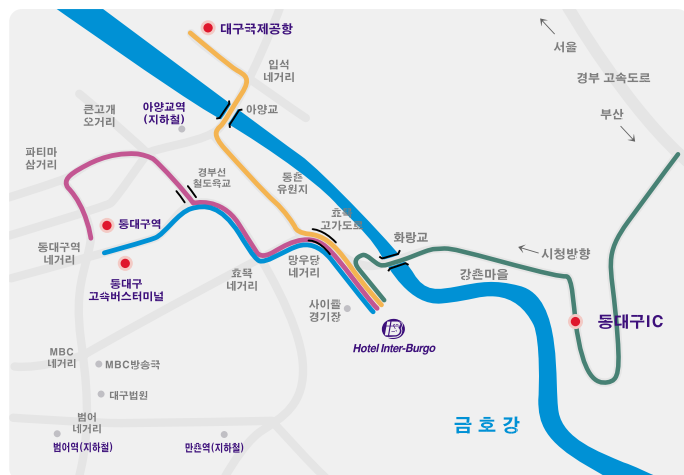 대구국제공항
서울
경부 고속도르
입석
네거리
큰고개
오거리
아양교역
(지하철)
아양교
부산
파티마
삼거리
경부선
철도육교
동촌
유원지
효목
고가도르
동대구역
화랑교
시청방향
동대구역
네거리
동대구
고속버스터미널
효목
네거리
망우당
네거리
강촌마을
사이클
경기장
동대구IC
Hotel Inter-Burgo
MBC
네거리
MBC방송국
대구법원
범어
네거리
금호강
범어역(지하철)
만촌역(지하철)